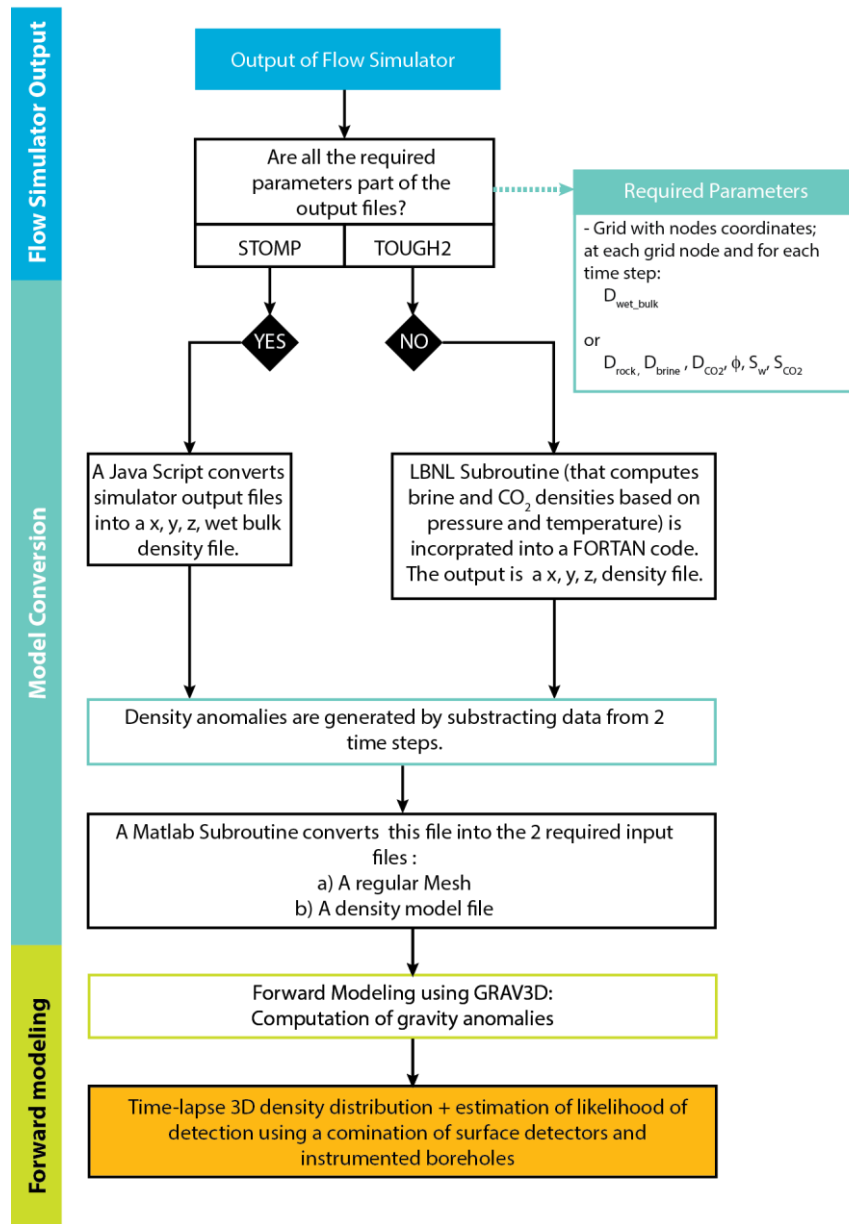 Flow Simulator Output
Output of Flow Simulator
Are all the required
parameters part of the
output files?
STOMP
TOUGH2
Required Parameters
- Grid with nodes coordinates;
at each grid node and for each
time step:
D_wet_bulk
or
D_rock, D_brine , D_CO2, ϕ, S_w, S_CO2
YES
NO
Model Conversion
A Java Script converts
simulator output files
into a x, y, z, wet bulk
density file.
LBNL Subroutine (that computes
brine and CO2 densities based on
pressure and temperature) is
incorprated into a FORTAN code.
The output is a x, y, z, density file.
Density anomalies are generated by substracting data from 2
time steps.
A Matlab Subroutine converts this file into the 2 required input
files :
a) A regular Mesh
b) A density model file
Forward modeling
Forward Modeling using GRAV3D:
Computation of gravity anomalies
Time-lapse 3D density distribution + estimation of likelihood of
detection using a comination of surface detectors and
instrumented boreholes